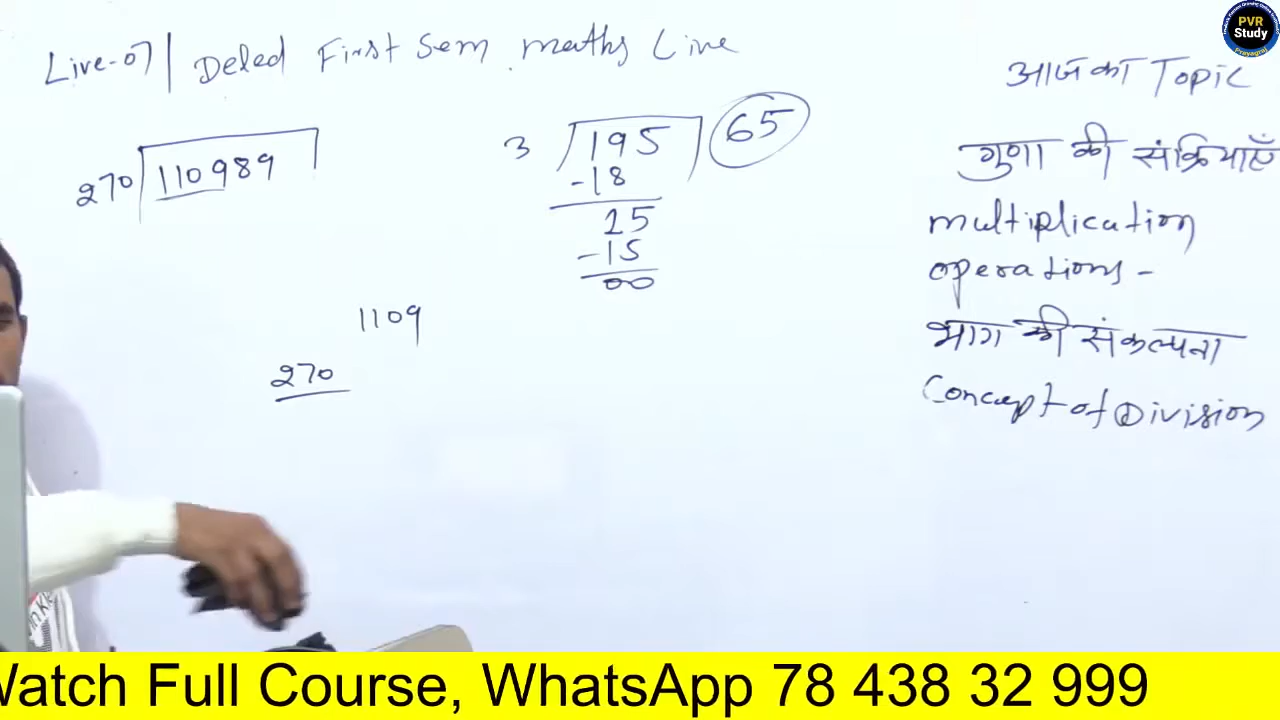 Live-07 | Deled First Sem maths Live
270 110989
3 195 65
-18
15
-15
00
1109
270
आज का Topic
गुणा की संक्रियाएँ
multiplication
operations -
भाग की संकल्पना
Concept of Division
PVR
Study
Prayagraj
Watch Full Course, WhatsApp 78 438 32 999